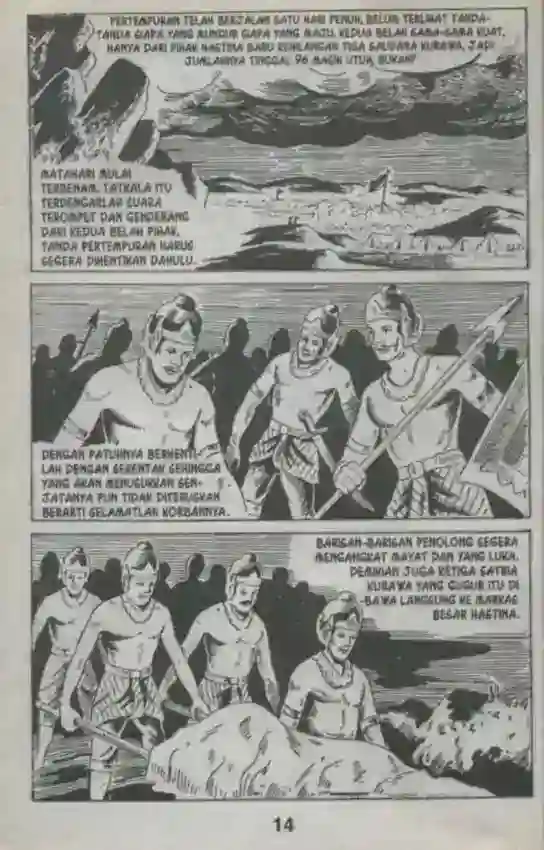 PERTEMPURAN TELAH BERJALAN SATU HARI PENUH, BELUM TERLIHAT TANDA-
TANDA SIAPA YANG MUNDUR SIAPA YANG MAJU. KEDUA BELAH SAMA-SAMA KUAT.
HANYA DARI PIHAK HASTINA BARU KEHILANGAN TIGA SAUDARA KURAWA, JADI
JUMLAHNYA TINGGAL 96 MASIH UTUH, BUKAN?
MATAHARI MULAI
TERBENAM. TATKALA ITU
TERDENGARLAH SUARA
TEROMPET DAN GENDERANG
DARI KEDUA BELAH PIHAK,
TANDA PERTEMPURAN HARUS
SEGERA DIHENTIKAN DAHULU.
DENGAN PATUHNYA BERHENTI-
LAH DENGAN SERENTAK SEHINGGA
YANG AKAN MENUSUKKAN SEN-
JATANYA PUN TIDAK DITERUSKAN
BERARTI SELAMATLAH KORBANNYA.
BARISAN-BARISAN PENOLONG SEGERA
MENGANGKAT MAYAT DAN YANG LUKA.
DEMIKIAN JUGA KETIGA SATRIA
KURAWA YANG GUGUR ITU DI
-BAWA LANGSUNG KE MARKAS
BESAR HASTINA.
14